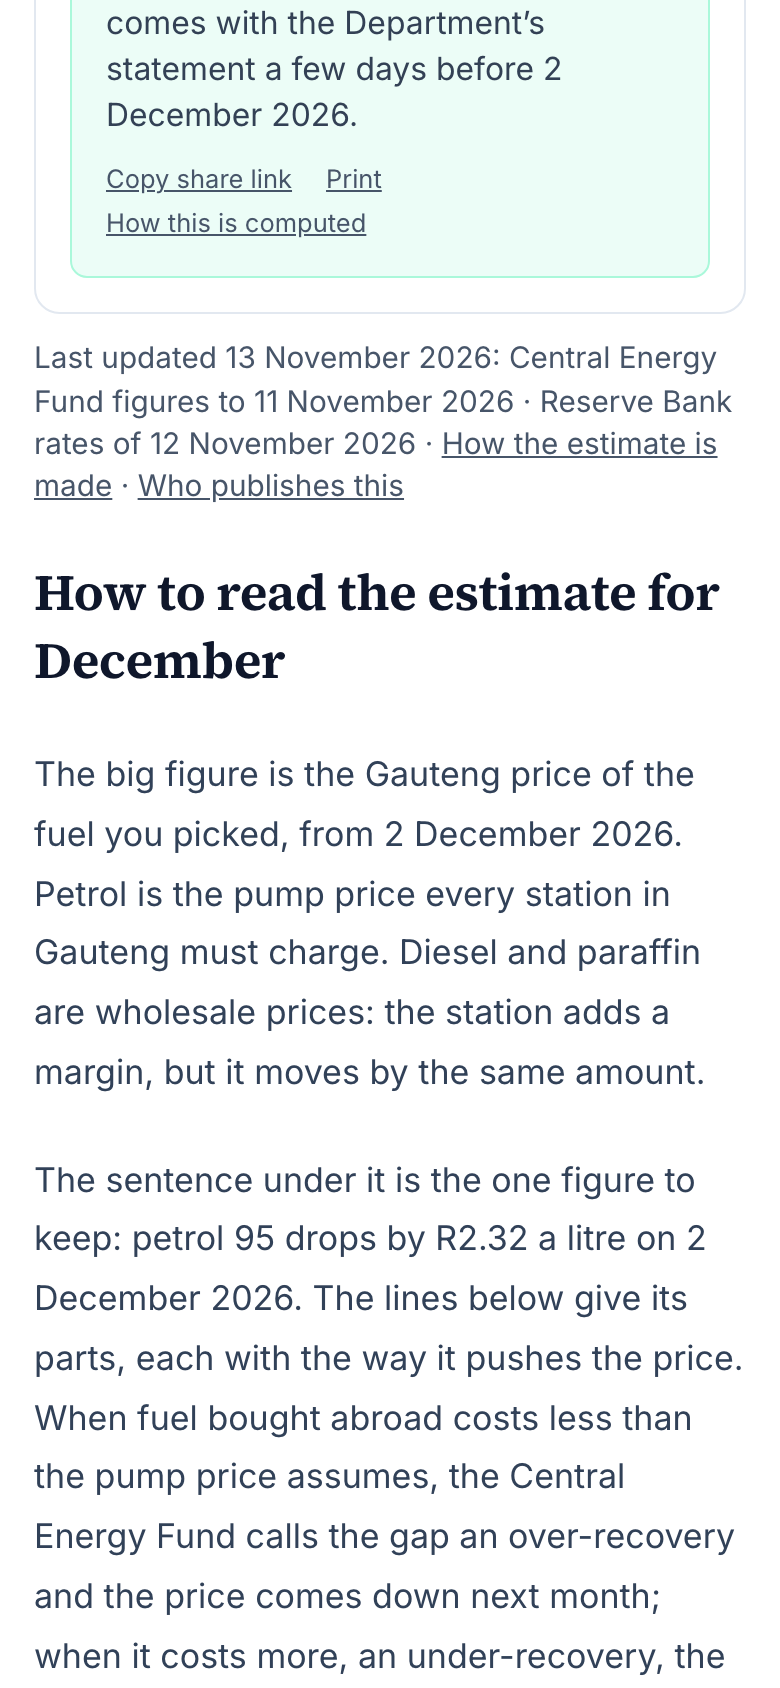 comes with the Department’s
statement a few days before 2
December 2026.
Copy share link Print
How this is computed
Last updated 13 November 2026: Central Energy
Fund figures to 11 November 2026 · Reserve Bank
rates of 12 November 2026 · How the estimate is
made · Who publishes this
How to read the estimate for
December
The big figure is the Gauteng price of the
fuel you picked, from 2 December 2026.
Petrol is the pump price every station in
Gauteng must charge. Diesel and paraffin
are wholesale prices: the station adds a
margin, but it moves by the same amount.
The sentence under it is the one figure to
keep: petrol 95 drops by R2.32 a litre on 2
December 2026. The lines below give its
parts, each with the way it pushes the price.
When fuel bought abroad costs less than
the pump price assumes, the Central
Energy Fund calls the gap an over-recovery
and the price comes down next month;
when it costs more, an under-recovery, the